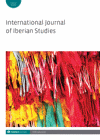 International Journal
of Iberian Studies